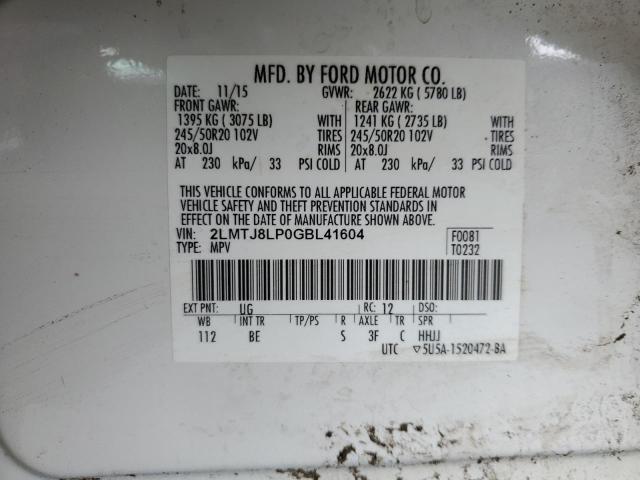 MFD. BY FORD MOTOR CO.
DATE: 11/15 GVWR: 2622 KG ( 5780 LB)
FRONT GAWR: REAR GAWR:
1395 KG ( 3075 LB) WITH 1241 KG ( 2735 LB) WITH
245/50R20 102V TIRES 245/50R20 102V TIRES
20x8.0J RIMS 20x8.0J RIMS
AT 230 kPa/ 33 PSI COLD AT 230 kPa/ 33 PSI COLD
THIS VEHICLE CONFORMS TO ALL APPLICABLE FEDERAL MOTOR
VEHICLE SAFETY AND THEFT PREVENTION STANDARDS IN
EFFECT ON THE DATE OF MANUFACTURE SHOWN ABOVE.
VIN: 2LMTJ8LP0GBL41604 F0081
TYPE: MPV T0232
EXT PNT: UG RC: 12 DSO:
WB INT TR TP/PS R AXLE TR SPR
112 BE S 3F C HHJJ
UTC ▽5U5A-1520472-BA